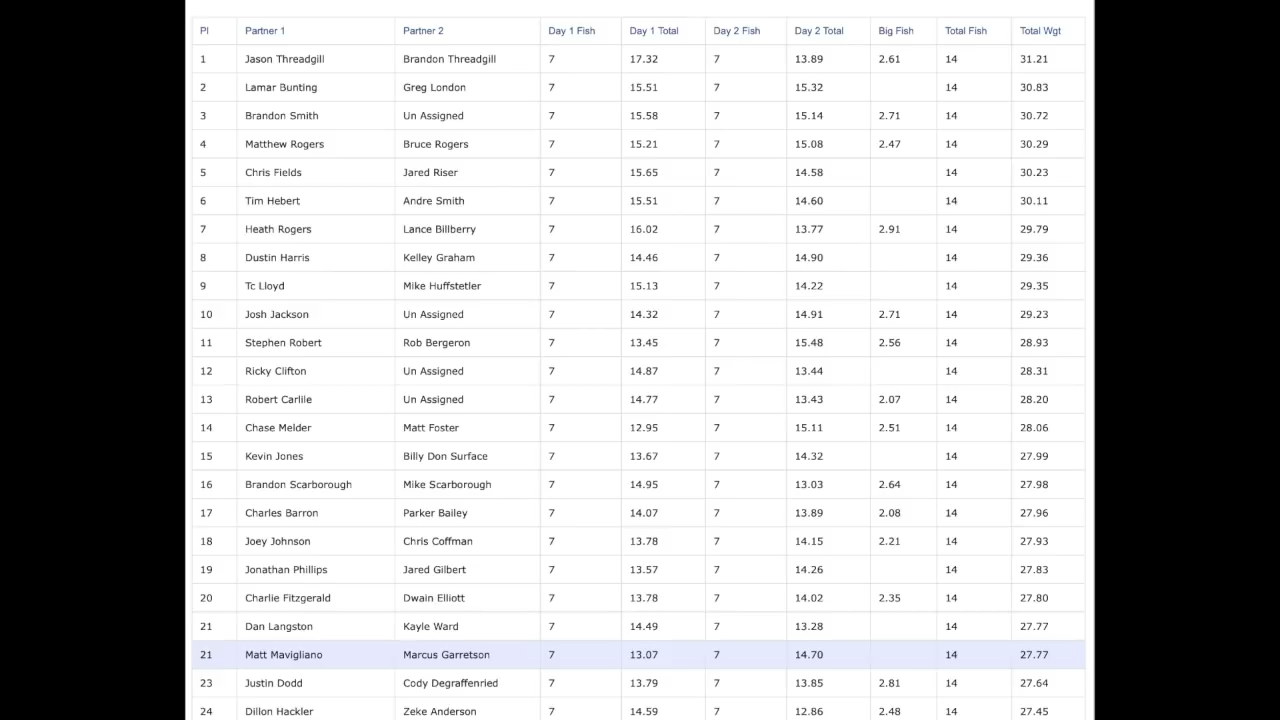 Pl Partner 1 Partner 2 Day 1 Fish Day 1 Total Day 2 Fish Day 2 Total Big Fish Total Fish Total Wgt
1 Jason Threadgill Brandon Threadgill 7 17.32 7 13.89 2.61 14 31.21
2 Lamar Bunting Greg London 7 15.51 7 15.32 14 30.83
3 Brandon Smith Un Assigned 7 15.58 7 15.14 2.71 14 30.72
4 Matthew Rogers Bruce Rogers 7 15.21 7 15.08 2.47 14 30.29
5 Chris Fields Jared Riser 7 15.65 7 14.58 14 30.23
6 Tim Hebert Andre Smith 7 15.51 7 14.60 14 30.11
7 Heath Rogers Lance Billberry 7 16.02 7 13.77 2.91 14 29.79
8 Dustin Harris Kelley Graham 7 14.46 7 14.90 14 29.36
9 Tc Lloyd Mike Huffstetler 7 15.13 7 14.22 14 29.35
10 Josh Jackson Un Assigned 7 14.32 7 14.91 2.71 14 29.23
11 Stephen Robert Rob Bergeron 7 13.45 7 15.48 2.56 14 28.93
12 Ricky Clifton Un Assigned 7 14.87 7 13.44 14 28.31
13 Robert Carlile Un Assigned 7 14.77 7 13.43 2.07 14 28.20
14 Chase Melder Matt Foster 7 12.95 7 15.11 2.51 14 28.06
15 Kevin Jones Billy Don Surface 7 13.67 7 14.32 14 27.99
16 Brandon Scarborough Mike Scarborough 7 14.95 7 13.03 2.64 14 27.98
17 Charles Barron Parker Bailey 7 14.07 7 13.89 2.08 14 27.96
18 Joey Johnson Chris Coffman 7 13.78 7 14.15 2.21 14 27.93
19 Jonathan Phillips Jared Gilbert 7 13.57 7 14.26 14 27.83
20 Charlie Fitzgerald Dwain Elliott 7 13.78 7 14.02 2.35 14 27.80
21 Dan Langston Kayle Ward 7 14.49 7 13.28 14 27.77
21 Matt Mavigliano Marcus Garretson 7 13.07 7 14.70 14 27.77
23 Justin Dodd Cody Degraffenried 7 13.79 7 13.85 2.81 14 27.64
24 Dillon Hackler Zeke Anderson 7 14.59 7 12.86 2.48 14 27.45